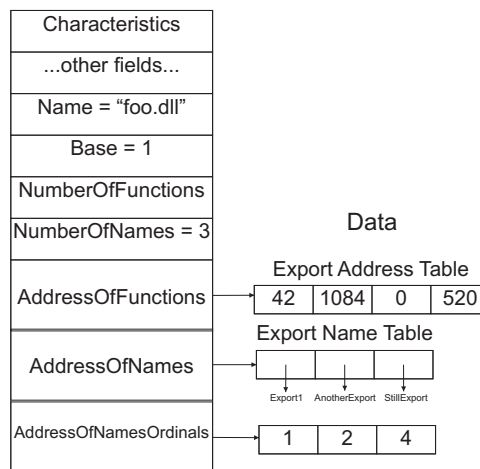 Characteristics
...other fields...
Name = “foo.dll”
Base = 1
NumberOfFunctions
NumberOfNames = 3
Data
Export Address Table
AddressOfFunctions
42 1084 0 520
Export Name Table
AddressOfNames
Export1 AnotherExport StillExport
AddressOfNamesOrdinals
1 2 4